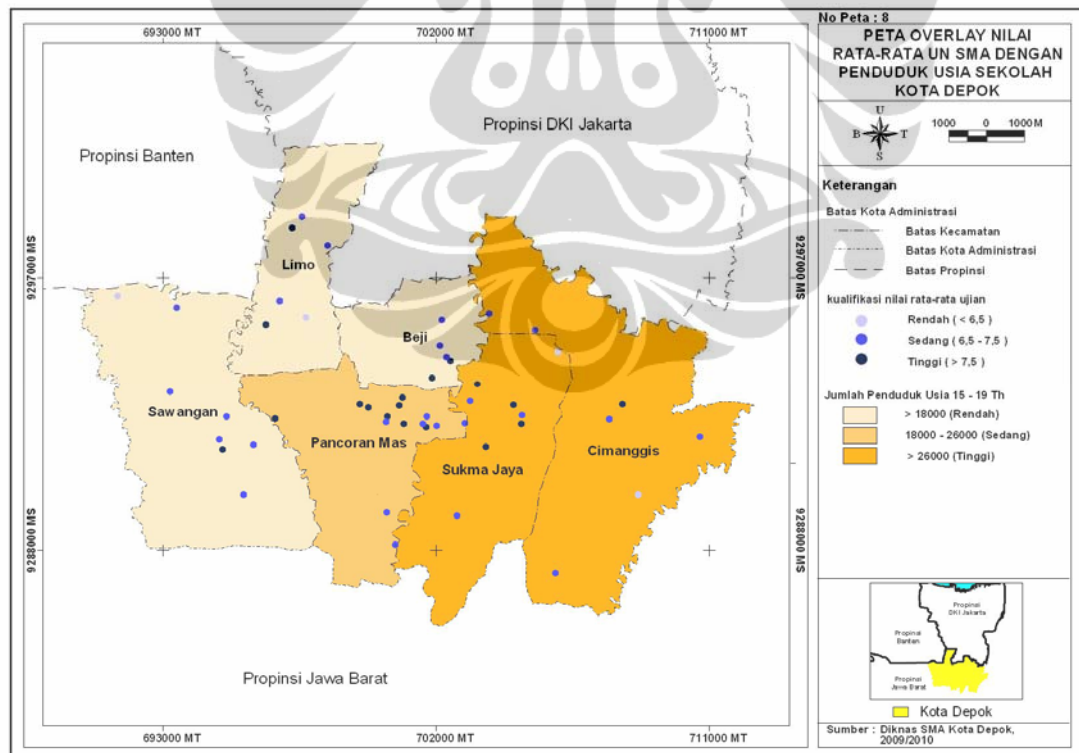 No Peta : 8
PETA OVERLAY NILAI
RATA-RATA UN SMA DENGAN
PENDUDUK USIA SEKOLAH
KOTA DEPOK
U
B
T
S
1000 0 1000M
Keterangan
Batas Kota Administrasi
Batas Kecamatan
Batas Kota Administrasi
Batas Propinsi
kualifikasi nilai rata-rata ujian
Rendah ( < 6,5 )
Sedang ( 6,5 - 7,5 )
Tinggi ( > 7,5 )
Jumlah Penduduk Usia 15 - 19 Th
> 18000 (Rendah)
18000 - 26000 (Sedang)
> 26000 (Tinggi)
Propinsi
DKI Jakarta
Propinsi
Banten
Propinsi
Jawa Barat
Kota Depok
Sumber : Diknas SMA Kota Depok,
2009/2010
693000 MT
702000 MT
711000 MT
9297000 MS
9297000 MS
Propinsi DKI Jakarta
Propinsi Banten
Limo
Beji
Sawangan
Pancoran Mas
Sukma Jaya
Cimanggis
9288000 MS
9288000 MS
Propinsi Jawa Barat
693000 MT
702000 MT
711000 MT